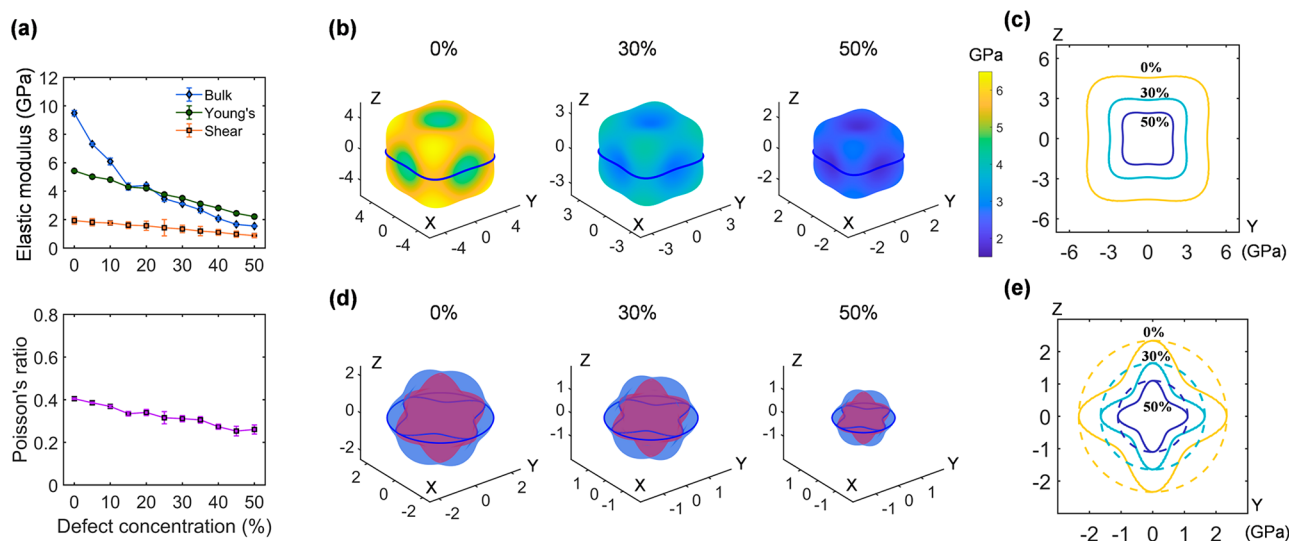 (a)
12
10
8
6
4
2
0
Elastic modulus (GPa)
Bulk
Young's
Shear
0 10 20 30 40 50
0.8
0.6
0.4
0.2
0
Poisson's ratio
0 10 20 30 40 50
Defect concentration (%)
(b)
0% 30% 50%
Z
4
0
-4
4 0 -4
X
-4 0 4
Y
Z
3
0
-3
3 0 -3
X
-3 0 3
Y
Z
2
0
-2
2 0 -2
X
-2 0 2
Y
GPa
6
5
4
3
2
(c)
Z
6
3
0
-3
-6
0%
30%
50%
-6 -3 0 3 6
Y
(GPa)
(d)
0% 30% 50%
Z
2
0
-2
2 0 -2
X
-2 0 2
Y
Z
1
0
-1
1 0 -1
X
-1 0 1
Y
Z
1
0
-1
1 0 -1
X
-1 0 1
Y
(e)
Z
2
1
0
-1
-2
0%
30%
50%
-2 -1 0 1 2
Y
(GPa)